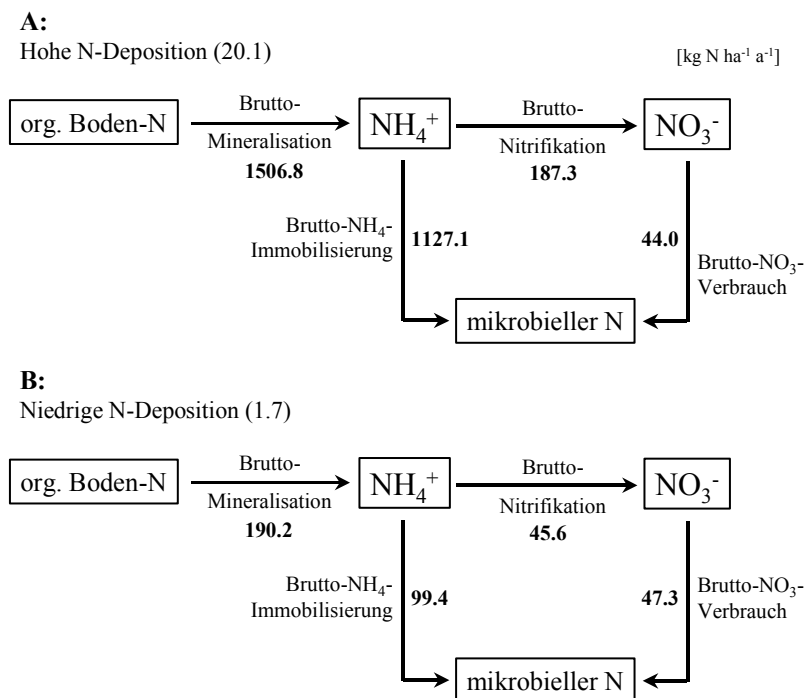 A:
Hohe N-Deposition (20.1)
[kg N ha⁻¹ a⁻¹]
org. Boden-N
Brutto-
Mineralisation
1506.8
NH₄⁺
Brutto-
Nitrifikation
187.3
NO₃⁻
Brutto-NH₄-
Immobilisierung
1127.1
44.0
Brutto-NO₃-
Verbrauch
mikrobieller N
B:
Niedrige N-Deposition (1.7)
org. Boden-N
Brutto-
Mineralisation
190.2
NH₄⁺
Brutto-
Nitrifikation
45.6
NO₃⁻
Brutto-NH₄-
Immobilisierung
99.4
47.3
Brutto-NO₃-
Verbrauch
mikrobieller N